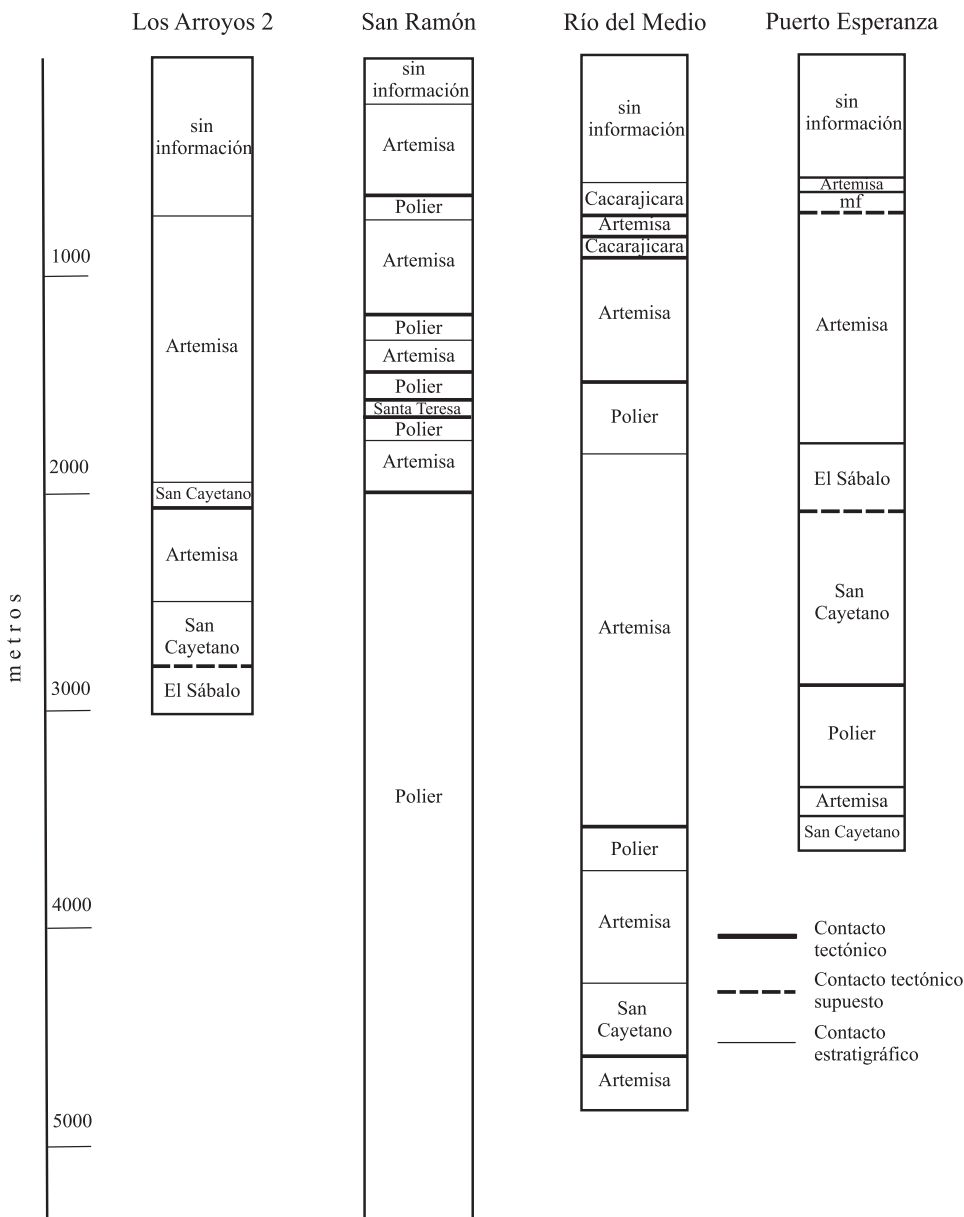 Los Arroyos 2
San Ramón
Río del Medio
Puerto Esperanza
metros
1000
2000
3000
4000
5000
sin
información
Artemisa
San Cayetano
Artemisa
San
Cayetano
El Sábalo
sin
información
Artemisa
Polier
Artemisa
Polier
Artemisa
Polier
Santa Teresa
Polier
Artemisa
Polier
sin
información
Cacarajicara
Artemisa
Cacarajicara
Artemisa
Polier
Artemisa
Polier
Artemisa
San
Cayetano
Artemisa
sin
información
Artemisa
mf
Artemisa
El Sábalo
San
Cayetano
Polier
Artemisa
San Cayetano
Contacto
tectónico
Contacto tectónico
supuesto
Contacto
estratigráfico